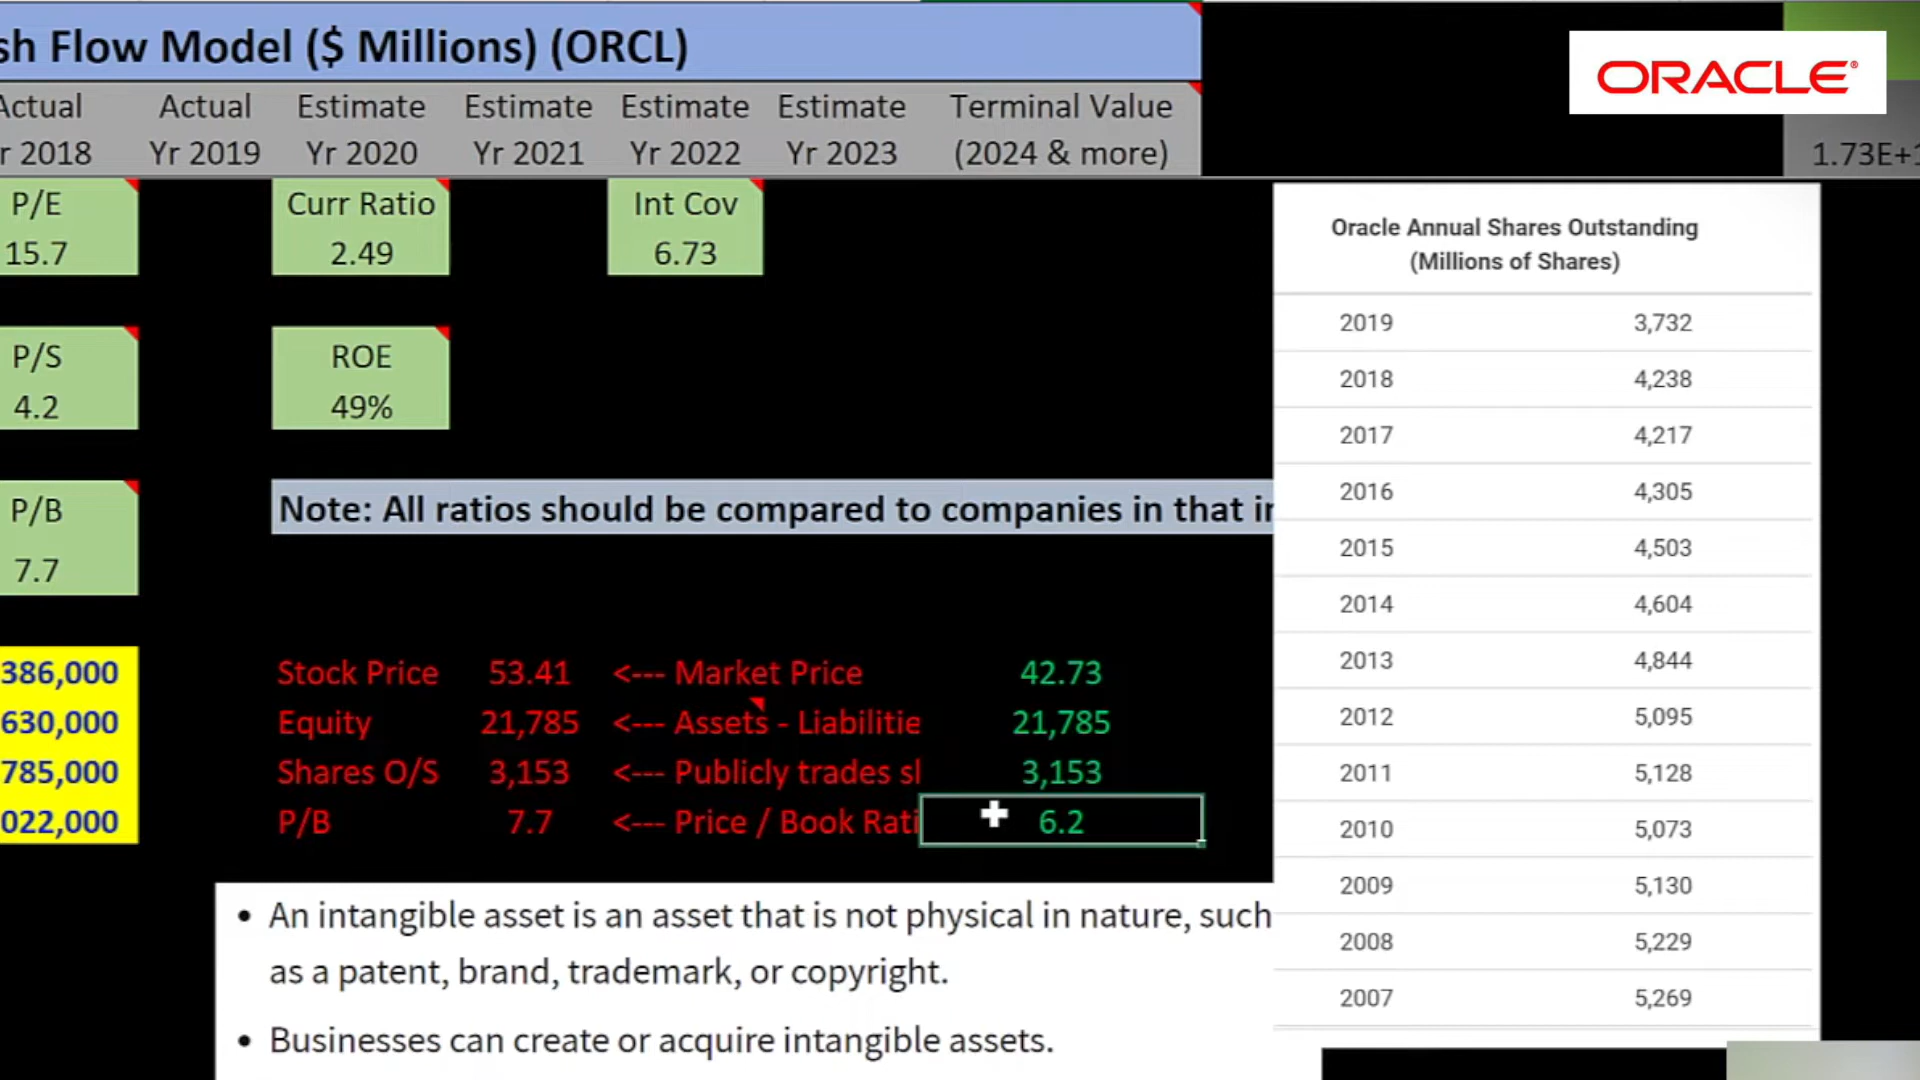 sh Flow Model ($ Millions) (ORCL)
ORACLE®
Actual Actual Estimate Estimate Estimate Estimate Terminal Value
r 2018 Yr 2019 Yr 2020 Yr 2021 Yr 2022 Yr 2023 (2024 & more)
1.73E+1
P/E Curr Ratio Int Cov
15.7 2.49 6.73
P/S ROE
4.2 49%
P/B
7.7
Note: All ratios should be compared to companies in that in
386,000
630,000
785,000
022,000
Stock Price 53.41 <--- Market Price 42.73
Equity 21,785 <--- Assets - Liabilitie 21,785
Shares O/S 3,153 <--- Publicly trades sh 3,153
P/B 7.7 <--- Price / Book Rati 6.2
• An intangible asset is an asset that is not physical in nature, such
as a patent, brand, trademark, or copyright.
• Businesses can create or acquire intangible assets.
Oracle Annual Shares Outstanding
(Millions of Shares)
2019 3,732
2018 4,238
2017 4,217
2016 4,305
2015 4,503
2014 4,604
2013 4,844
2012 5,095
2011 5,128
2010 5,073
2009 5,130
2008 5,229
2007 5,269